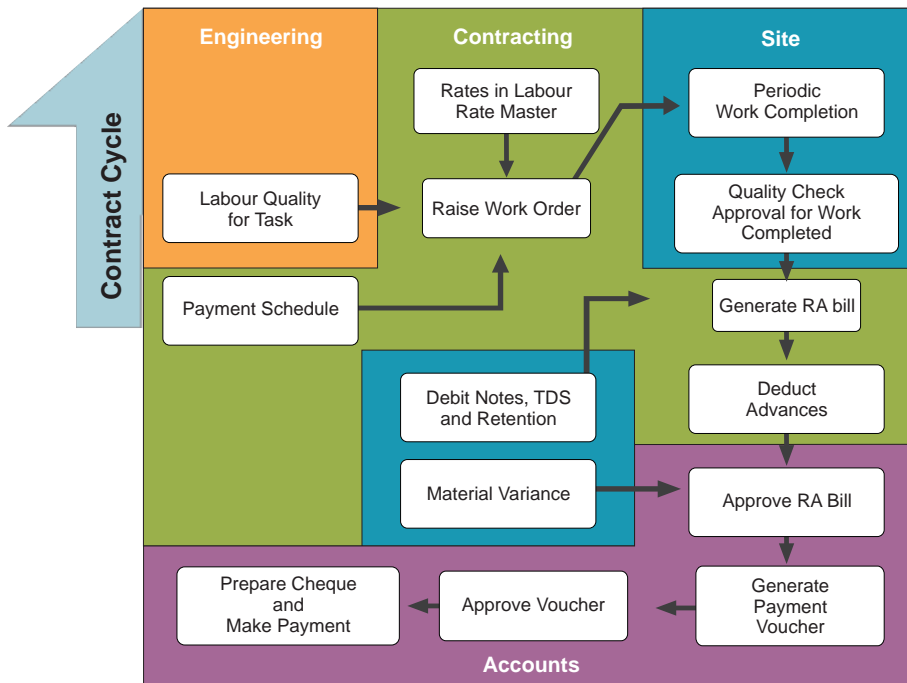 Contract Cycle
Engineering
Contracting
Site
Rates in Labour
Rate Master
Periodic
Work Completion
Labour Quality
for Task
Raise Work Order
Quality Check
Approval for Work
Completed
Payment Schedule
Generate RA bill
Debit Notes, TDS
and Retention
Deduct
Advances
Material Variance
Approve RA Bill
Prepare Cheque
and
Make Payment
Approve Voucher
Generate
Payment
Voucher
Accounts